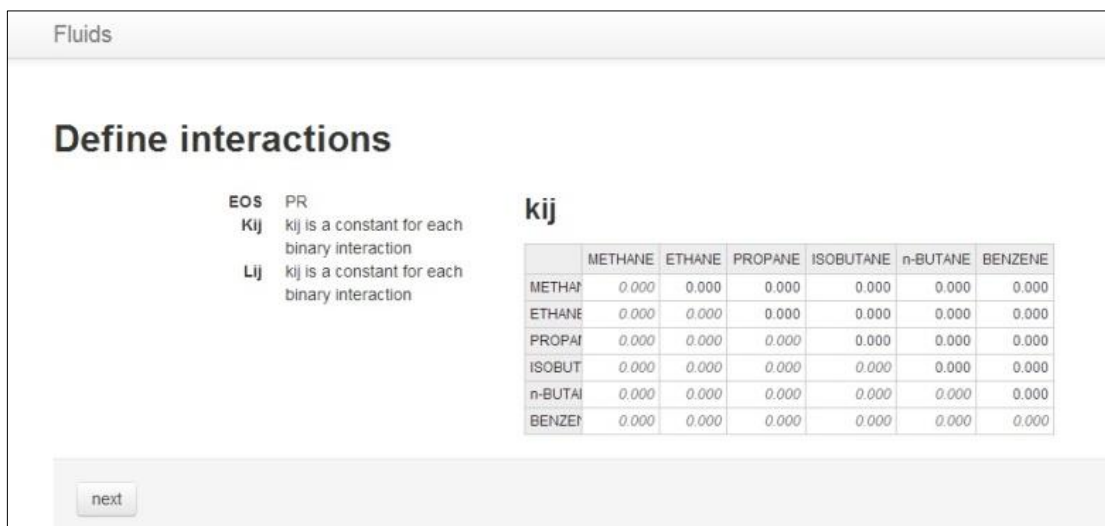 Fluids
Define interactions
EOS PR
Kij kij is a constant for each
binary interaction
Lij kij is a constant for each
binary interaction
kij
METHANE ETHANE PROPANE ISOBUTANE n-BUTANE BENZENE
METHAN 0.000 0.000 0.000 0.000 0.000 0.000
ETHANE 0.000 0.000 0.000 0.000 0.000 0.000
PROPAN 0.000 0.000 0.000 0.000 0.000 0.000
ISOBUT 0.000 0.000 0.000 0.000 0.000 0.000
n-BUTAN 0.000 0.000 0.000 0.000 0.000 0.000
BENZEN 0.000 0.000 0.000 0.000 0.000 0.000
next